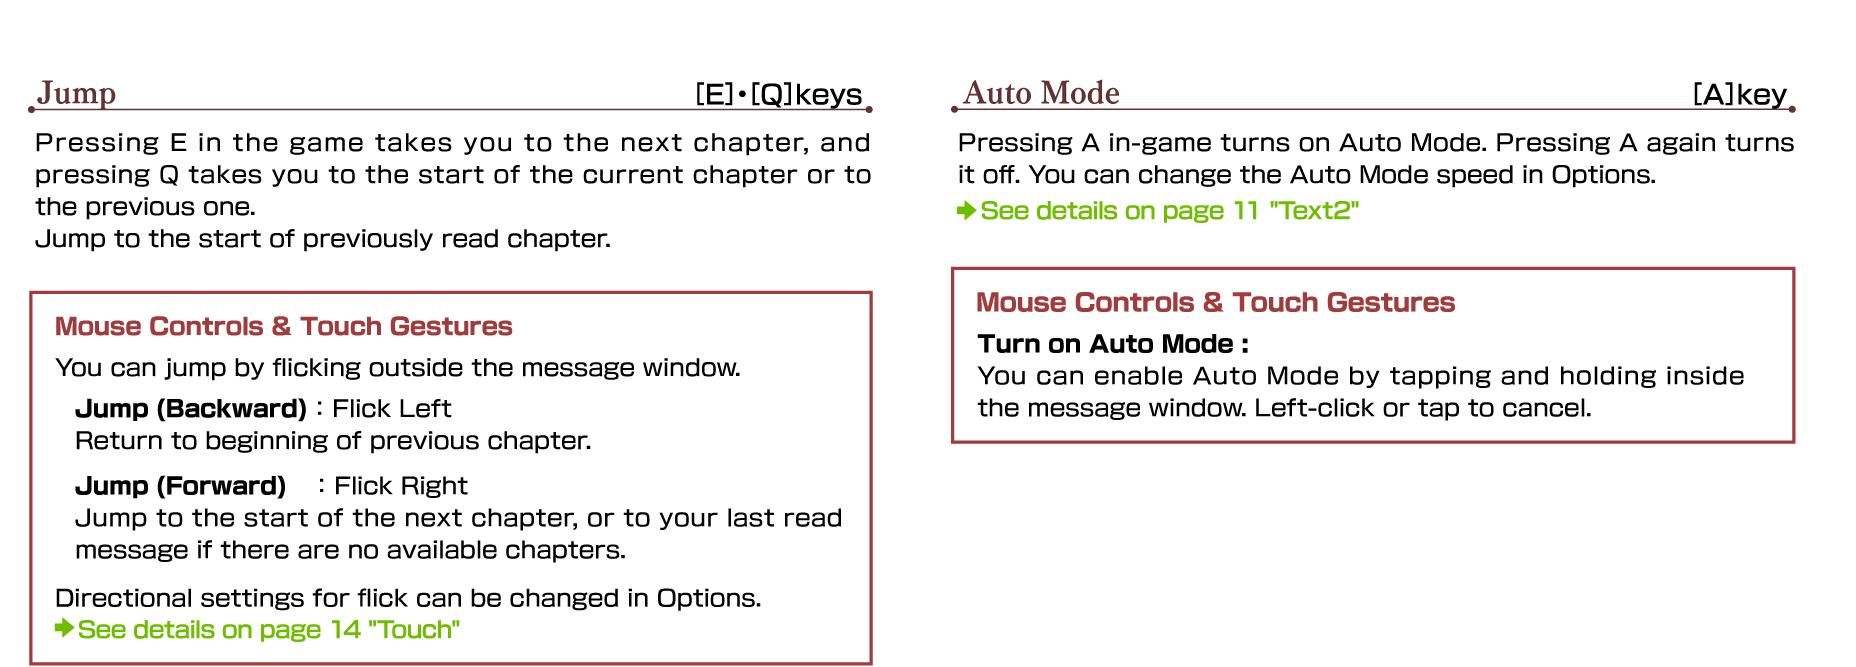 Jump [E]・[Q]keys
Pressing E in the game takes you to the next chapter, and
pressing Q takes you to the start of the current chapter or to
the previous one.
Jump to the start of previously read chapter.
Mouse Controls & Touch Gestures
You can jump by flicking outside the message window.
Jump (Backward) : Flick Left
Return to beginning of previous chapter.
Jump (Forward) : Flick Right
Jump to the start of the next chapter, or to your last read
message if there are no available chapters.
Directional settings for flick can be changed in Options.
See details on page 14 "Touch"
Auto Mode [A]key
Pressing A in-game turns on Auto Mode. Pressing A again turns
it off. You can change the Auto Mode speed in Options.
See details on page 11 "Text2"
Mouse Controls & Touch Gestures
Turn on Auto Mode :
You can enable Auto Mode by tapping and holding inside
the message window. Left-click or tap to cancel.